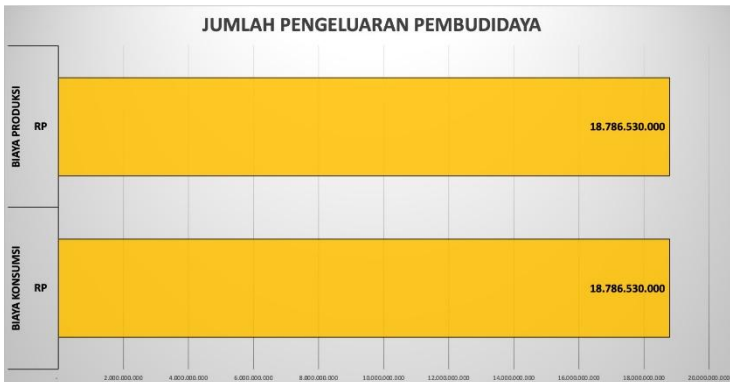 JUMLAH PENGELUARAN PEMBUDIDAYA
BIAYA PRODUKSI
RP
18.786.530.000
BIAYA KONSUMSI
RP
18.786.530.000
- 2.000.000.000 4.000.000.000 6.000.000.000 8.000.000.000 10.000.000.000 12.000.000.000 14.000.000.000 16.000.000.000 18.000.000.000 20.000.000.000